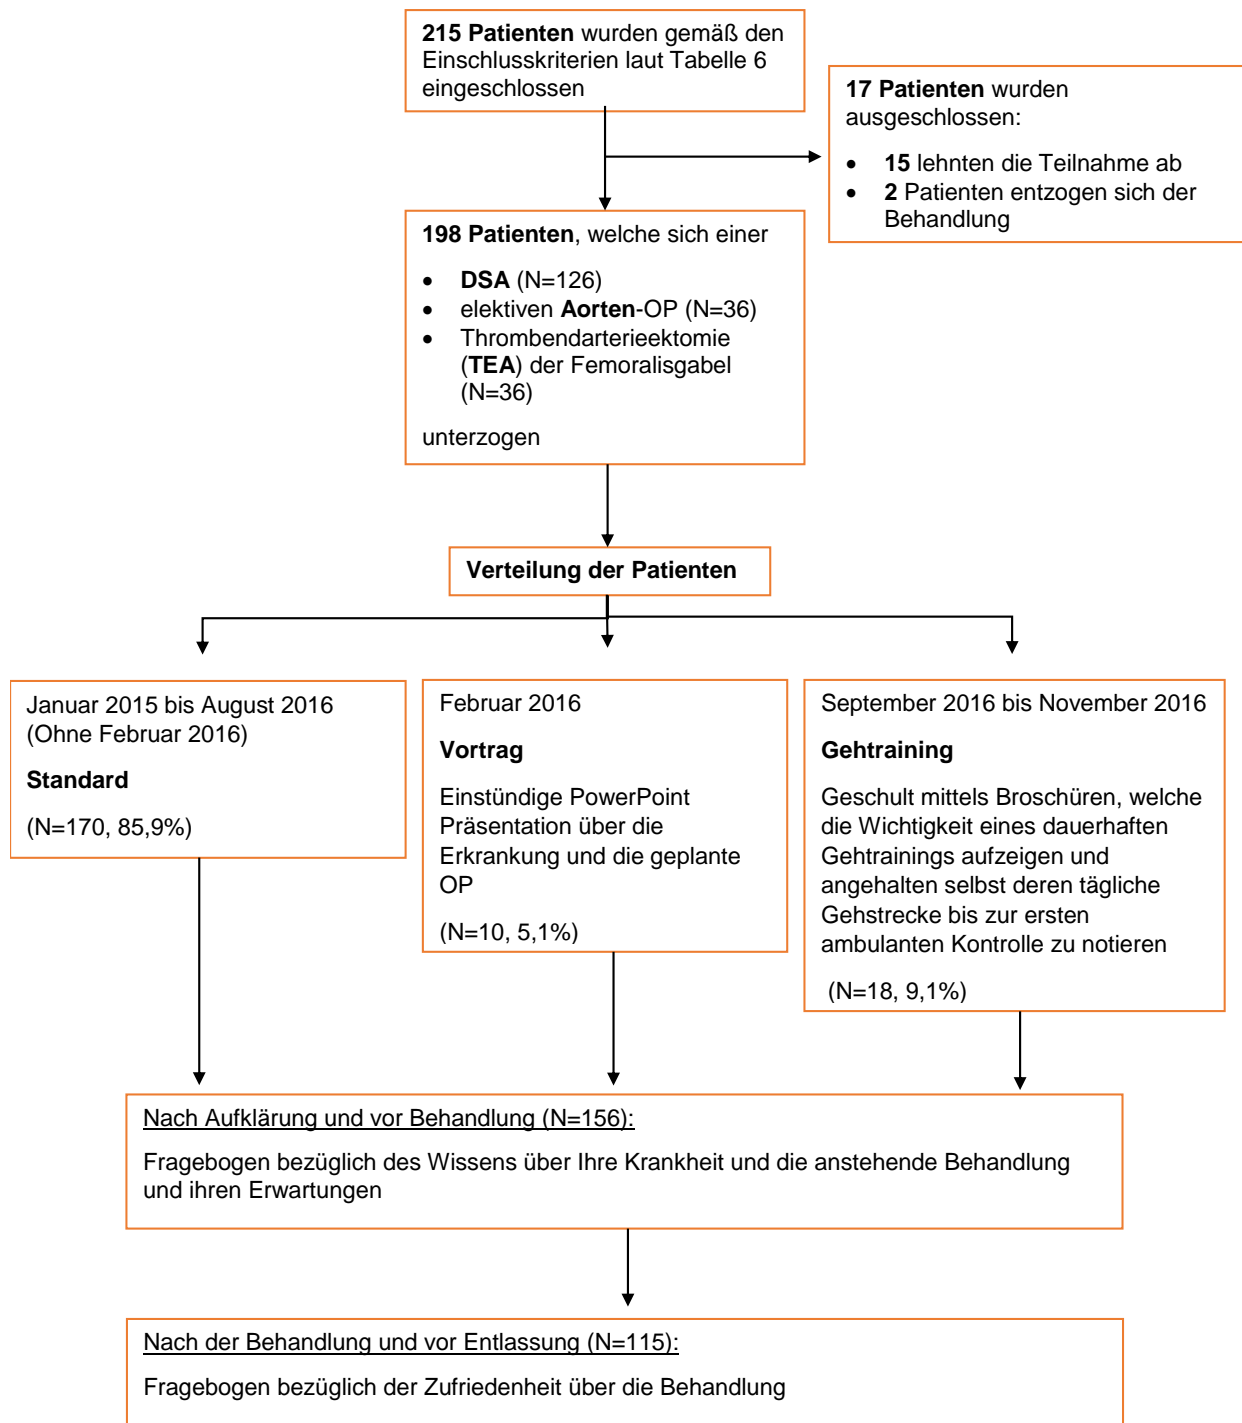 215 Patienten wurden gemäß den
Einschlusskriterien laut Tabelle 6
eingeschlossen
17 Patienten wurden
ausgeschlossen:
• 15 lehnten die Teilnahme ab
• 2 Patienten entzogen sich der
Behandlung
198 Patienten, welche sich einer
• DSA (N=126)
• elektiven Aorten-OP (N=36)
• Thrombendarterieektomie
(TEA) der Femoralisgabel
(N=36)
unterzogen
Verteilung der Patienten
Januar 2015 bis August 2016
(Ohne Februar 2016)
Standard
(N=170, 85,9%)
Februar 2016
Vortrag
Einstündige PowerPoint
Präsentation über die
Erkrankung und die geplante
OP
(N=10, 5,1%)
September 2016 bis November 2016
Gehtraining
Geschult mittels Broschüren, welche
die Wichtigkeit eines dauerhaften
Gehtrainings aufzeigen und
angehalten selbst deren tägliche
Gehstrecke bis zur ersten
ambulanten Kontrolle zu notieren
(N=18, 9,1%)
Nach Aufklärung und vor Behandlung (N=156):
Fragebogen bezüglich des Wissens über Ihre Krankheit und die anstehende Behandlung
und ihren Erwartungen
Nach der Behandlung und vor Entlassung (N=115):
Fragebogen bezüglich der Zufriedenheit über die Behandlung